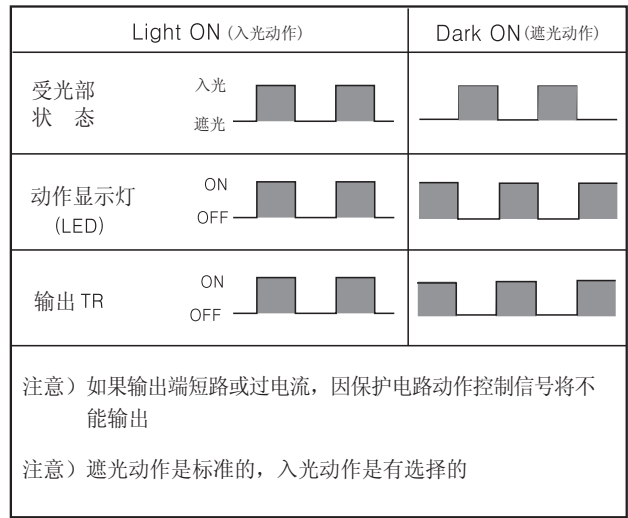 Light ON (入光动作) Dark ON(遮光动作)
受光部
状 态
入光
遮光
动作显示灯
(LED)
ON
OFF
输出 TR
ON
OFF
注意）如果输出端短路或过电流，因保护电路动作控制信号将不
能输出
注意）遮光动作是标准的，入光动作是有选择的